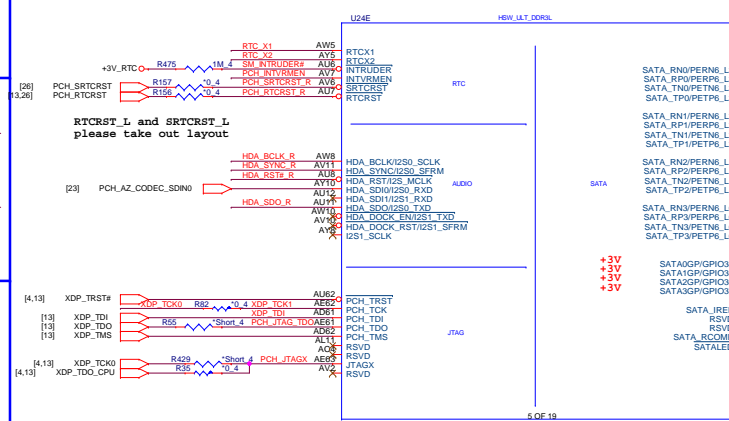 U24E HSW_ULT_DDR3L
RTC_X1 AW5 RTCX1
RTC_X2 AY5 RTCX2
+3V_RTC R475 1M_4 SM_INTRUDER# AU6 INTRUDER
PCH_INTVRMEN AV7 INTVRMEN
[26] PCH_SRTCRST R157 *0_4 PCH_SRTCRST_R AV6 SRTCRST
[13,26] PCH_RTCRST R156 *0_4 PCH_RTCRST_R AU7 RTCRST
RTC
RTCRST_L and SRTCRST_L
please take out layout
HDA_BCLK_R AW8 HDA_BCLK/I2S0_SCLK
HDA_SYNC_R AV11 HDA_SYNC/I2S0_SFRM
HDA_RST#_R AU8 HDA_RST/I2S_MCLK
[23] PCH_AZ_CODEC_SDIN0 AY10 HDA_SDI0/I2S0_RXD
AU12 HDA_SDI1/I2S1_RXD
HDA_SDO_R AU11 HDA_SDO/I2S0_TXD
AW10 HDA_DOCK_EN/I2S1_TXD
AV10 HDA_DOCK_RST/I2S1_SFRM
AY8 I2S1_SCLK
AUDIO
SATA
[4,13] XDP_TRST# AU62 PCH_TRST
XDP_TCK0 R82 *0_4 XDP_TCK1 AE62 PCH_TCK
[13] XDP_TDI XDP_TDI AD61 PCH_TDI
[13] XDP_TDO R55 *Short_4 PCH_JTAG_TDO AE61 PCH_TDO
[13] XDP_TMS AD62 PCH_TMS
AL11 RSVD
AC4 RSVD
[4,13] XDP_TCK0 R429 *Short_4 PCH_JTAGX AE63 JTAGX
[4,13] XDP_TDO_CPU R35 *0_4 AV2 RSVD
JTAG
SATA_RN0/PERN6_L
SATA_RP0/PERP6_L
SATA_TN0/PETN6_L
SATA_TP0/PETP6_L
SATA_RN1/PERN6_L
SATA_RP1/PERP6_L
SATA_TN1/PETN6_L
SATA_TP1/PETP6_L
SATA_RN2/PERN6_L
SATA_RP2/PERP6_L
SATA_TN2/PETN6_L
SATA_TP2/PETP6_L
SATA_RN3/PERN6_L
SATA_RP3/PERP6_L
SATA_TN3/PETN6_L
SATA_TP3/PETP6_L
+3V SATA0GP/GPIO3
+3V SATA1GP/GPIO3
+3V SATA2GP/GPIO3
+3V SATA3GP/GPIO3
SATA_IRE
RSV
RSV
SATA_RCOM
SATALE
5 OF 19